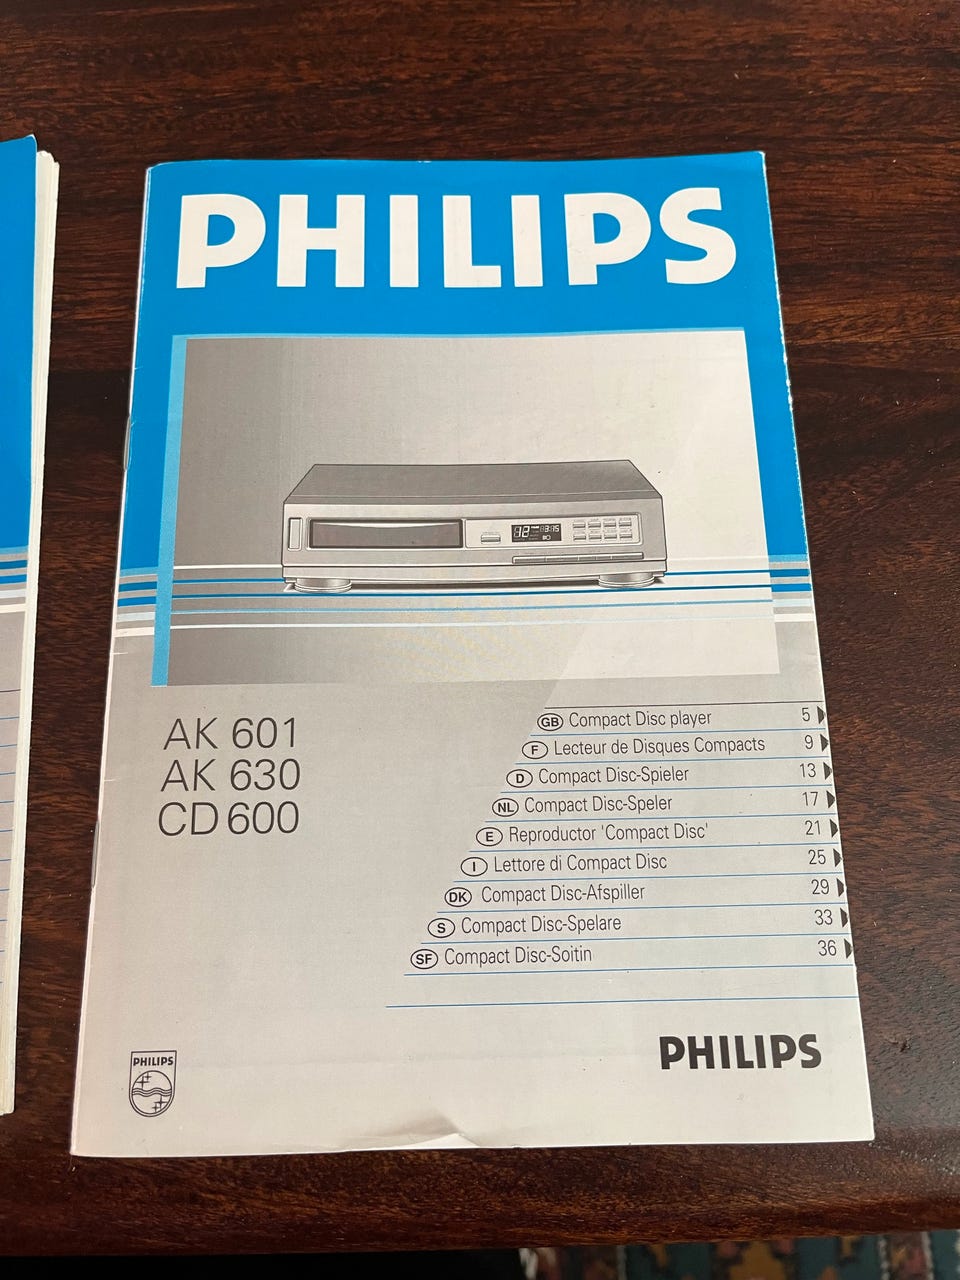 PHILIPS
AK 601
AK 630
CD 600
GB Compact Disc player 5
F Lecteur de Disques Compacts 9
D Compact Disc-Spieler 13
NL Compact Disc-Speler 17
E Reproductor 'Compact Disc' 21
I Lettore di Compact Disc 25
DK Compact Disc-Afspiller 29
S Compact Disc-Spelare 33
SF Compact Disc-Soitin 36
PHILIPS
PHILIPS